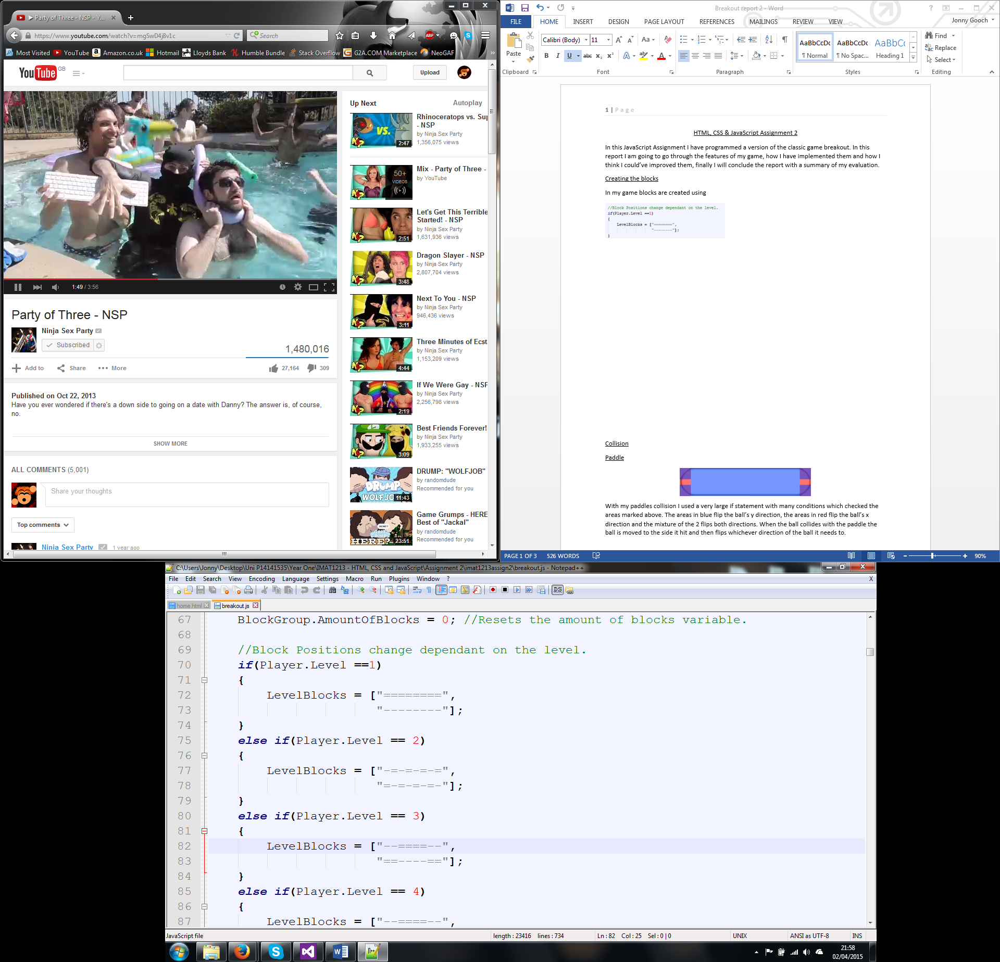 Party of Three - NSP - Y...
https://www.youtube.com/watch?v=mgSwD4j8v1c
Search
ABP
Most Visited YouTube Amazon.co.uk Hotmail Lloyds Bank Humble Bundle Stack Overflow G2A.COM Marketplace NeoGAF »
YouTube GB
Upload
1:49 / 3:56
Party of Three - NSP
Ninja Sex Party
Subscribed
1,480,016
Add to Share More
27,164 309
Published on Oct 22, 2013
Have you ever wondered if there's a down side to going on a date with Danny? The answer is, of course,
no.
SHOW MORE
ALL COMMENTS (5,001)
Share your thoughts
Top comments
Ninja Sex Party 1 year ago
Up Next Autoplay
VS.
2:47
Rhinoceratops vs. Sup
- NSP
by Ninja Sex Party
1,356,075 views
50+
VIDEOS
Mix - Party of Three -
by YouTube
2:51
Let's Get This Terrible
Started! - NSP
by Ninja Sex Party
1,631,936 views
3:48
Dragon Slayer - NSP
by Ninja Sex Party
2,807,704 views
3:11
Next To You - NSP
by Ninja Sex Party
946,436 views
4:44
Three Minutes of Ecst
by Ninja Sex Party
1,153,209 views
2:19
If We Were Gay - NSP
by Ninja Sex Party
2,256,798 views
3:09
Best Friends Forever!
by Ninja Sex Party
1,933,255 views
DRUMP
WOLFJO
11:43
DRUMP: "WOLFJOB"
by randomdude
Recommended for you
HERE?
23:51
Game Grumps - HERE
Best of "Jackal"
by randomdude
Recommended for you
Breakout report 2 - Word
FILE HOME INSERT DESIGN PAGE LAYOUT REFERENCES MAILINGS REVIEW VIEW Jonny Gooch
Paste
Clipboard
Calibri (Body) 11
B I U abc x₂ x²
Font
Paragraph
AaBbCcDc AaBbCcDc AaBbCc
¶ Normal ¶ No Spac... Heading 1
Styles
Find
Replace
Select
Editing
1 | Page
HTML, CSS & JavaScript Assignment 2
In this JavaScript Assignment I have programmed a version of the classic game breakout. In this
report I am going to go through the features of my game, how I have implemented them and how I
think I could've improved them, finally I will conclude the report with a summary of my evaluation.
Creating the blocks
In my game blocks are created using
//Block Positions change dependant on the level.
if(Player.Level ==1)
{
LevelBlocks = ["========",
"--------"];
}
Collision
Paddle
With my paddles collision I used a very large if statement with many conditions which checked the
areas marked above. The areas in blue flip the ball's y direction, the areas in red flip the ball's x
direction and the mixture of the 2 flips both directions. When the ball collides with the paddle the
ball is moved to the side it hit and then flips whichever direction of the ball it needs to.
PAGE 1 OF 3 526 WORDS 90%
C:\Users\Jonny\Desktop\Uni P14141535\Year One\IMAT1213 - HTML, CSS and JavaScript\Assignment 2\imat1213assign2\breakout.js - Notepad++
File Edit Search View Encoding Language Settings Macro Run Plugins Window ? X
home.html breakout.js
67 BlockGroup.AmountOfBlocks = 0; //Resets the amount of blocks variable.
68
69 //Block Positions change dependant on the level.
70 if(Player.Level ==1)
71 {
72 LevelBlocks = ["========",
73 "--------"];
74 }
75 else if(Player.Level == 2)
76 {
77 LevelBlocks = ["-=-=-=-=",
78 "=-=-=-=-"];
79 }
80 else if(Player.Level == 3)
81 {
82 LevelBlocks = ["--====--",
83 "==----=="];
84 }
85 else if(Player.Level == 4)
86 {
87 LevelBlocks = ["--====--",
JavaScript file length : 23416 lines : 734 Ln : 82 Col : 25 Sel : 0 | 0 UNIX ANSI as UTF-8 INS
21:58
02/04/2015